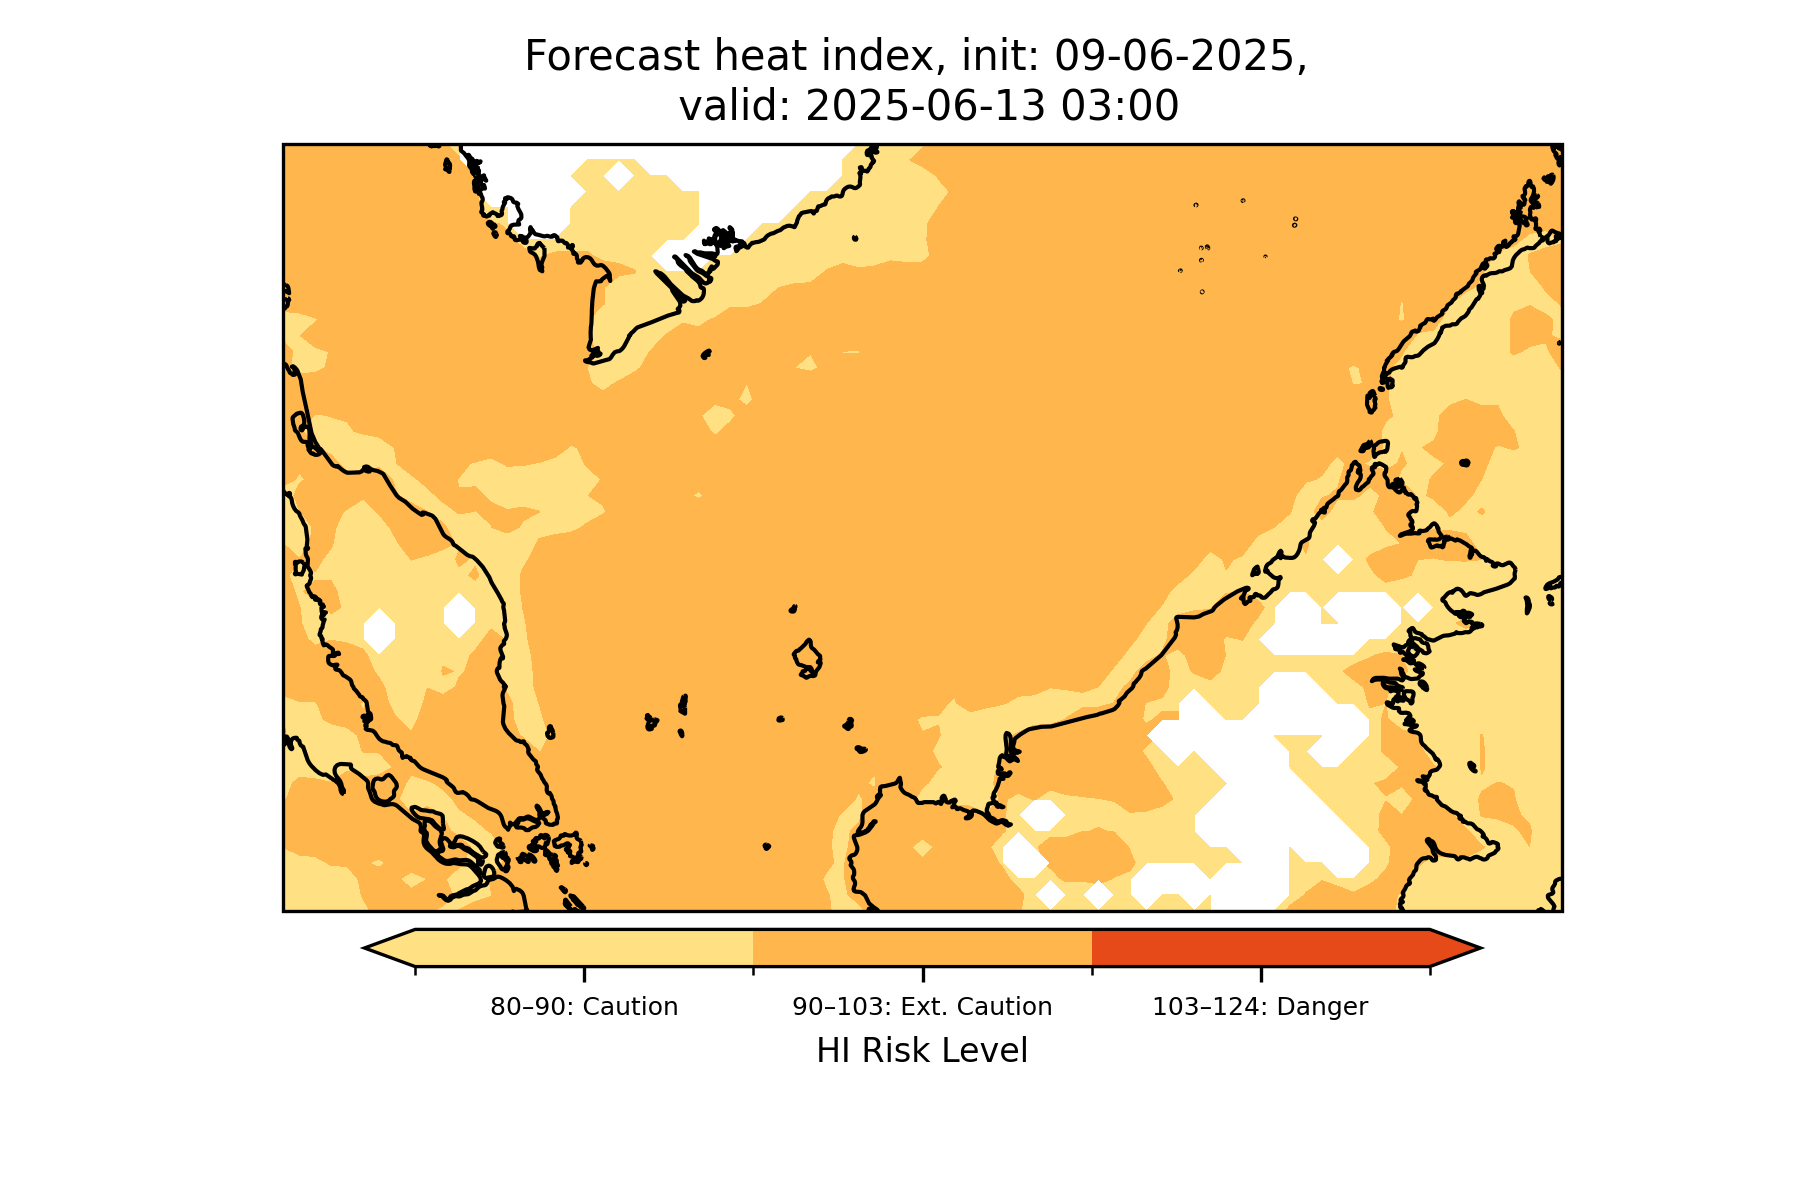 Forecast heat index, init: 09-06-2025,
valid: 2025-06-13 03:00
80–90: Caution
90–103: Ext. Caution
103–124: Danger
HI Risk Level